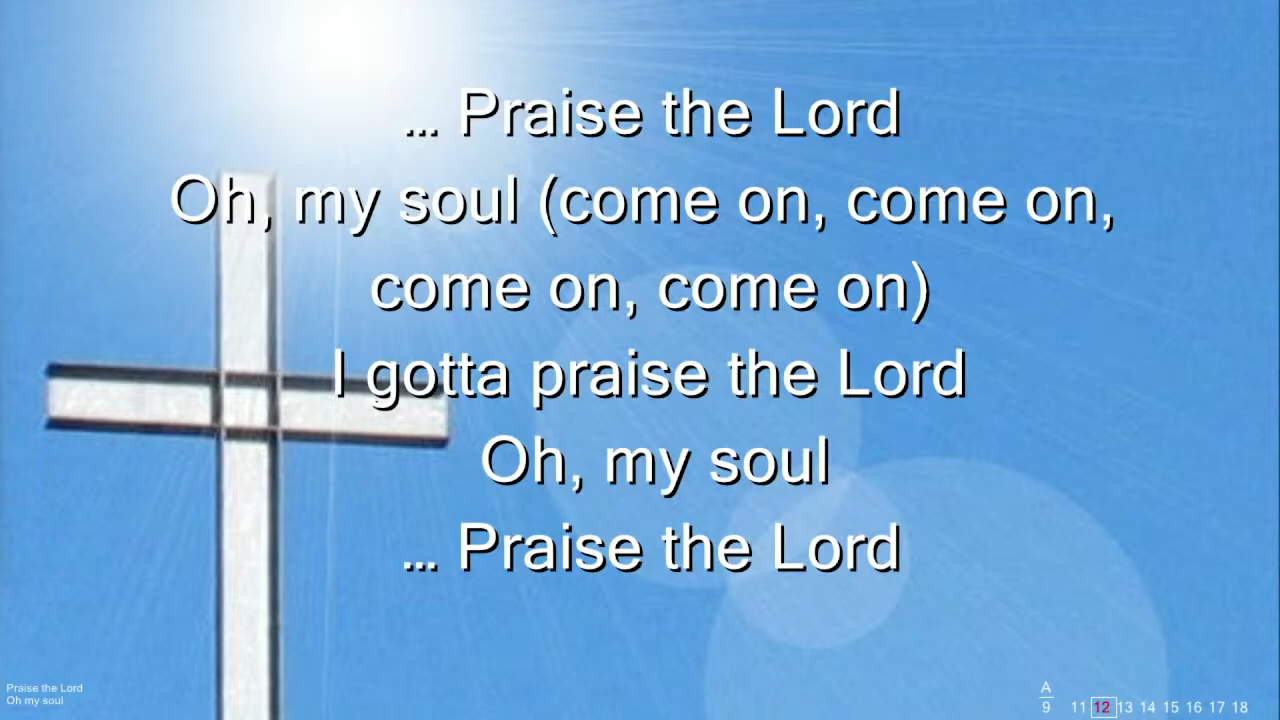 ... Praise the Lord
Oh, my soul (come on, come on,
come on, come on)
I gotta praise the Lord
Oh, my soul
... Praise the Lord
Praise the Lord
Oh my soul
A
9
11 12 13 14 15 16 17 18